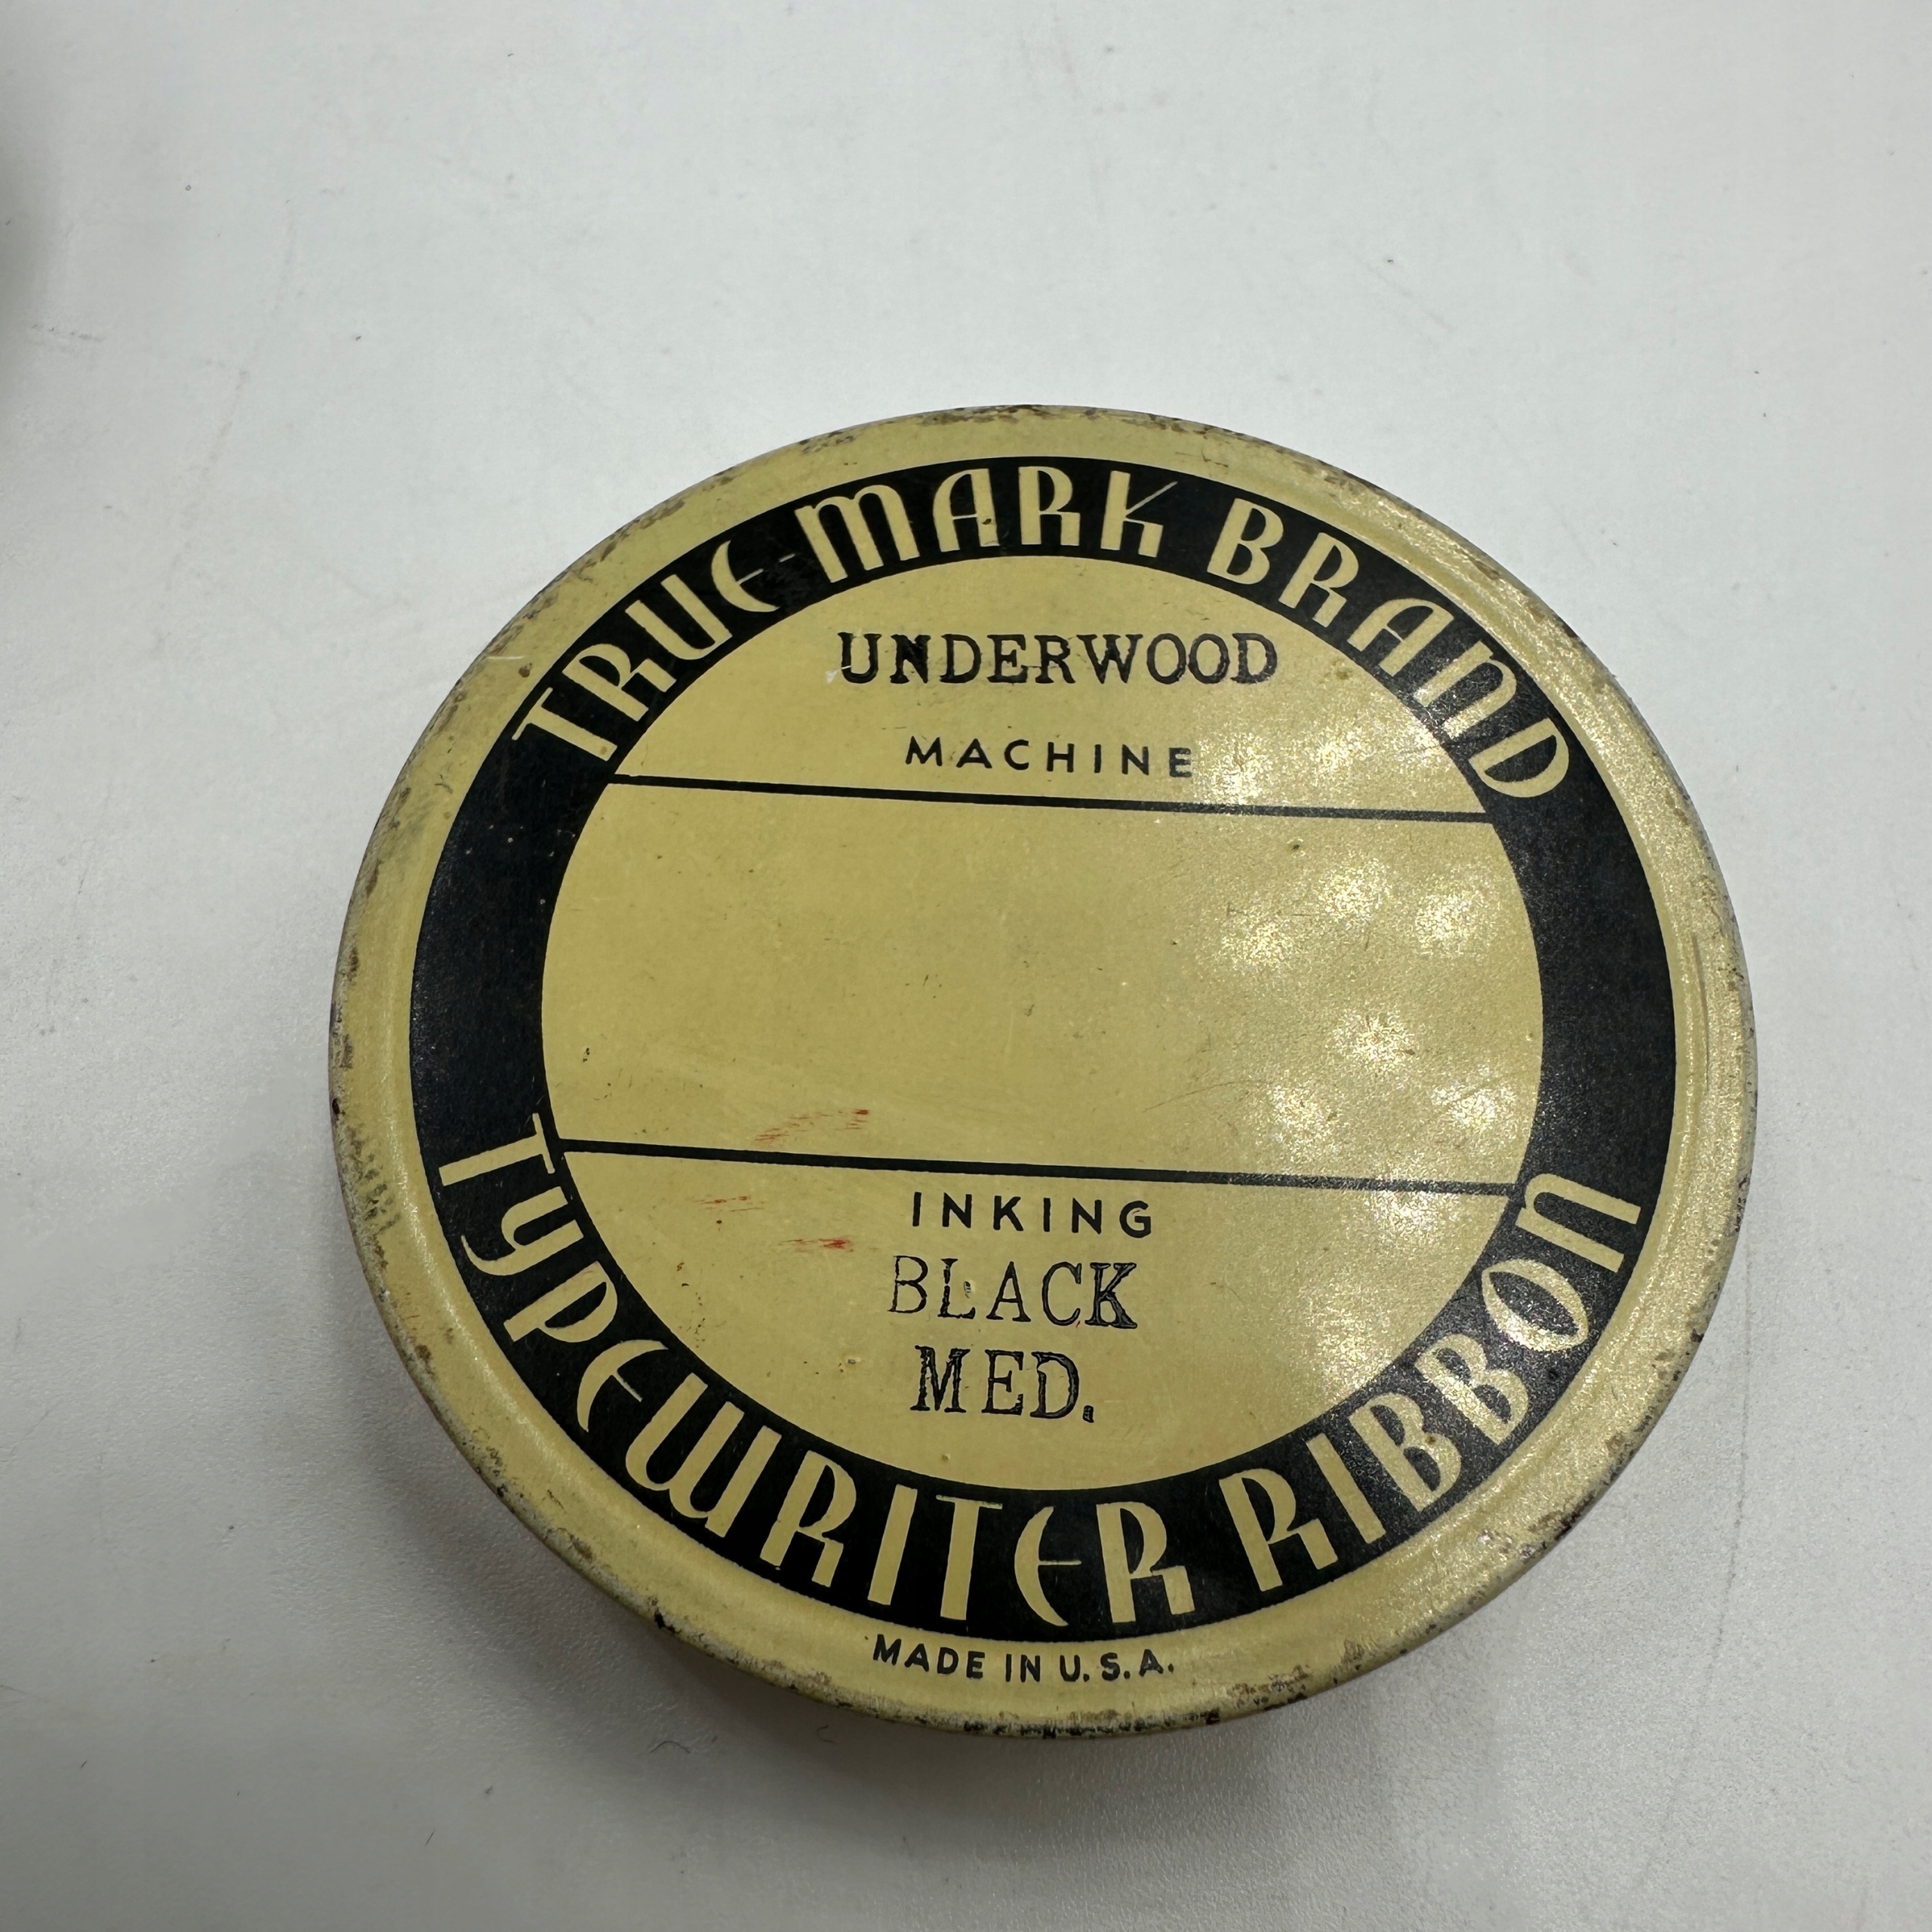 TRUE-MARK BRAND
UNDERWOOD
MACHINE
INKING
BLACK
MED.
TYPEWRITER RIBBON
MADE IN U.S.A.